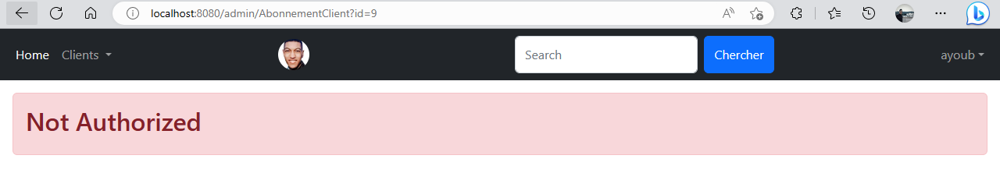 localhost:8080/admin/AbonnementClient?id=9
Home Clients Search Chercher ayoub
Not Authorized